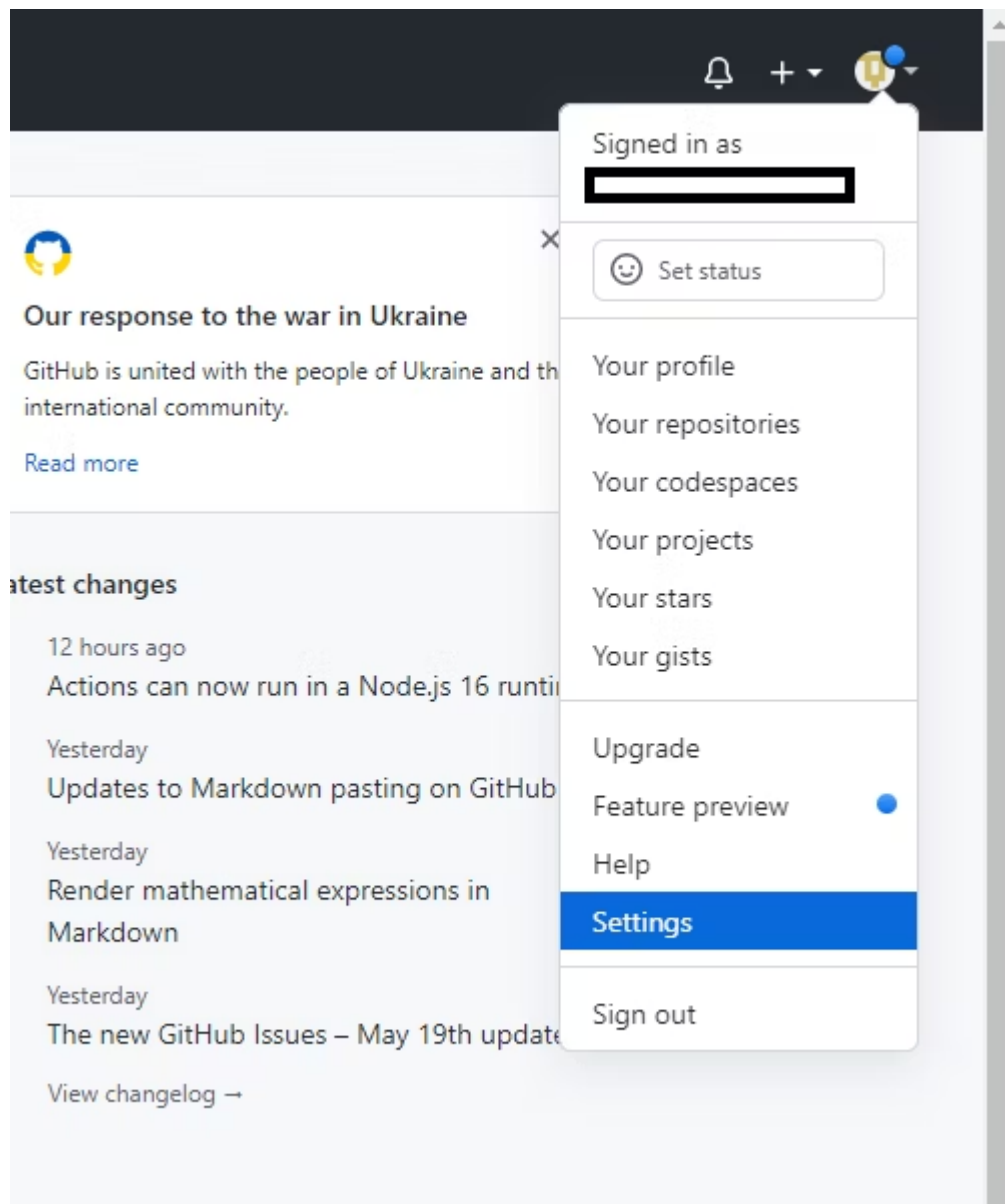 Signed in as
Set status
Your profile
Your repositories
Your codespaces
Your projects
Your stars
Your gists
Upgrade
Feature preview
Help
Settings
Sign out
Our response to the war in Ukraine
GitHub is united with the people of Ukraine and th
international community.
Read more
atest changes
12 hours ago
Actions can now run in a Node.js 16 runti
Yesterday
Updates to Markdown pasting on GitHub
Yesterday
Render mathematical expressions in
Markdown
Yesterday
The new GitHub Issues – May 19th update
View changelog →